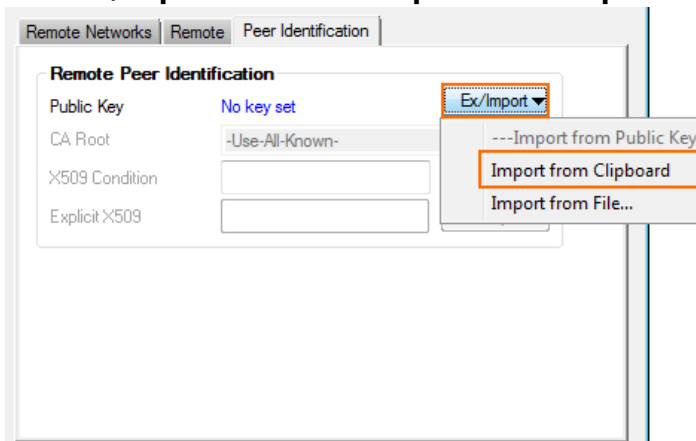 Remote Networks Remote Peer Identification
Remote Peer Identification
Public Key No key set Ex/Import
CA Root -Use-All-Known- ---Import from Public Key
X509 Condition Import from Clipboard
Explicit X509 Import from File...